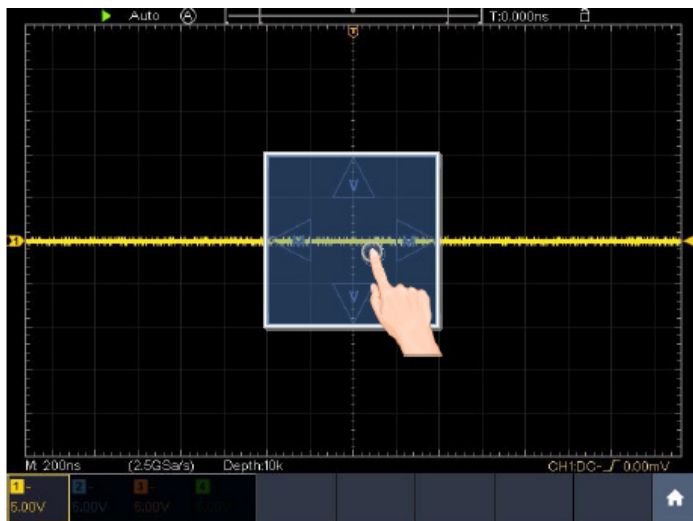 Auto A T:0.000ns
T
V
M M
V
1
M: 200ns (2.5GSa/s) Depth:10k CH1:DC-∫ 0.00mV
1 - 2 - 3 - 4
5.00V 5.00V 5.00V